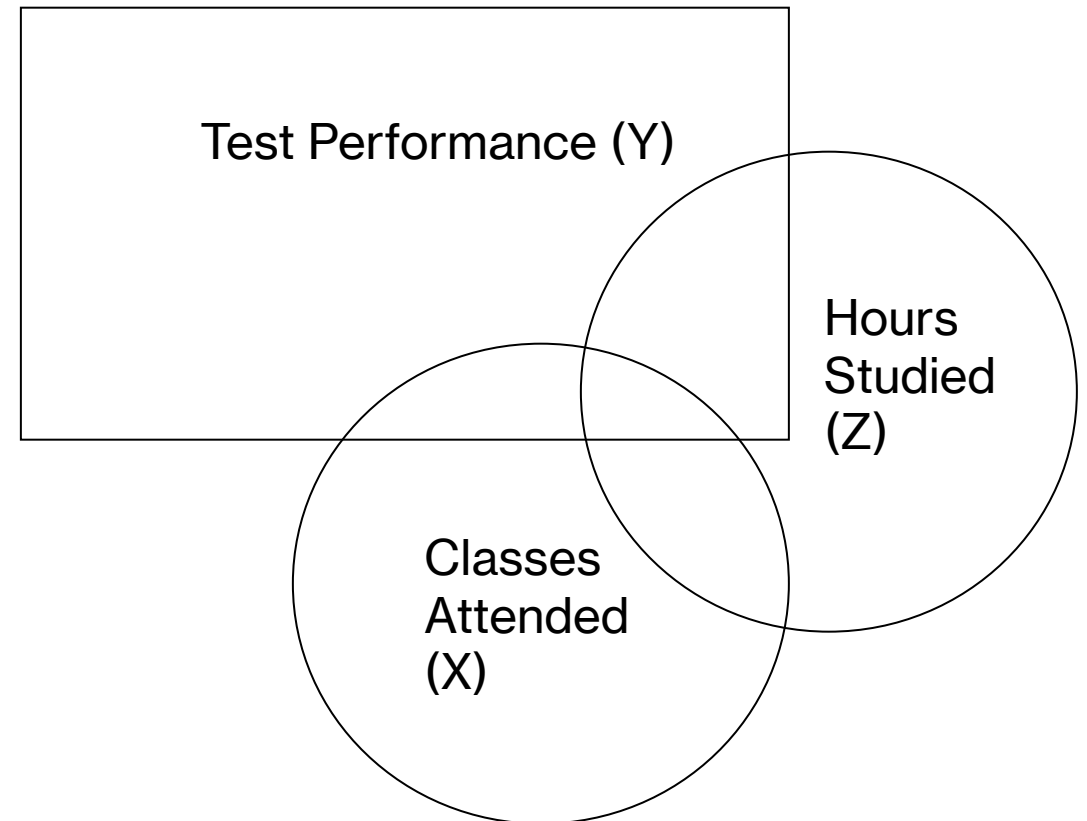 Test Performance (Y)
Hours
Studied
(Z)
Classes
Attended
(X)